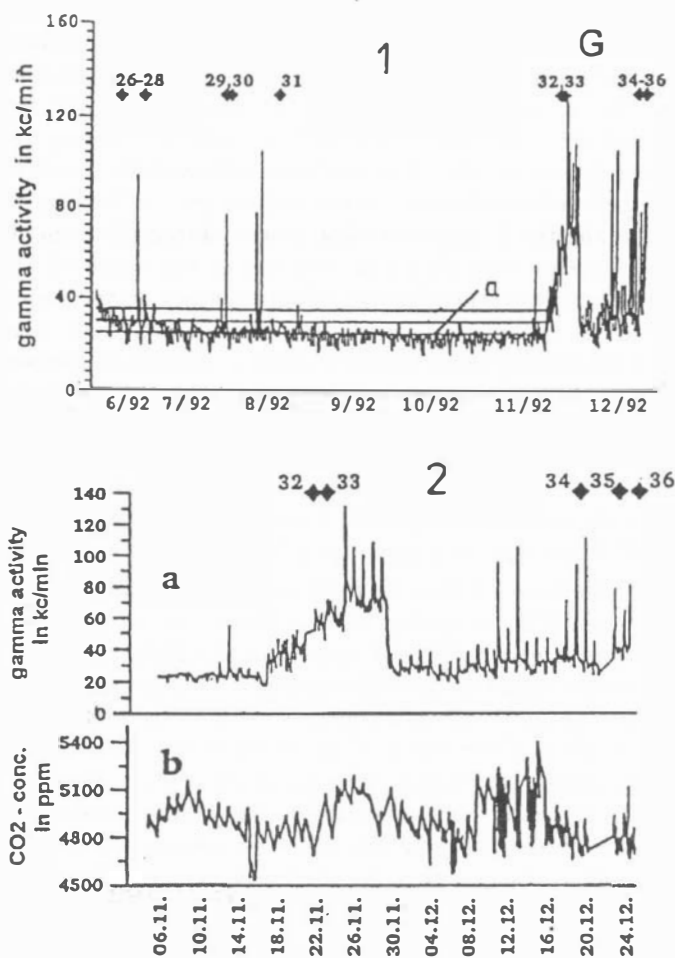 1 G
160
120
80
40
0
gamma activity in kc/min
26-28 29,30 31 32,33 34-36
a
6/92 7/92 8/92 9/92 10/92 11/92 12/92
2
32 33 34 35 36
140
120
100
80
60
40
20
0
gamma activity
in kc/min
a
b
5400
5100
4800
4500
CO2 - conc.
in ppm
06.11. 10.11. 14.11. 18.11. 22.11. 26.11. 30.11. 04.12. 08.12. 12.12. 16.12. 20.12. 24.12.